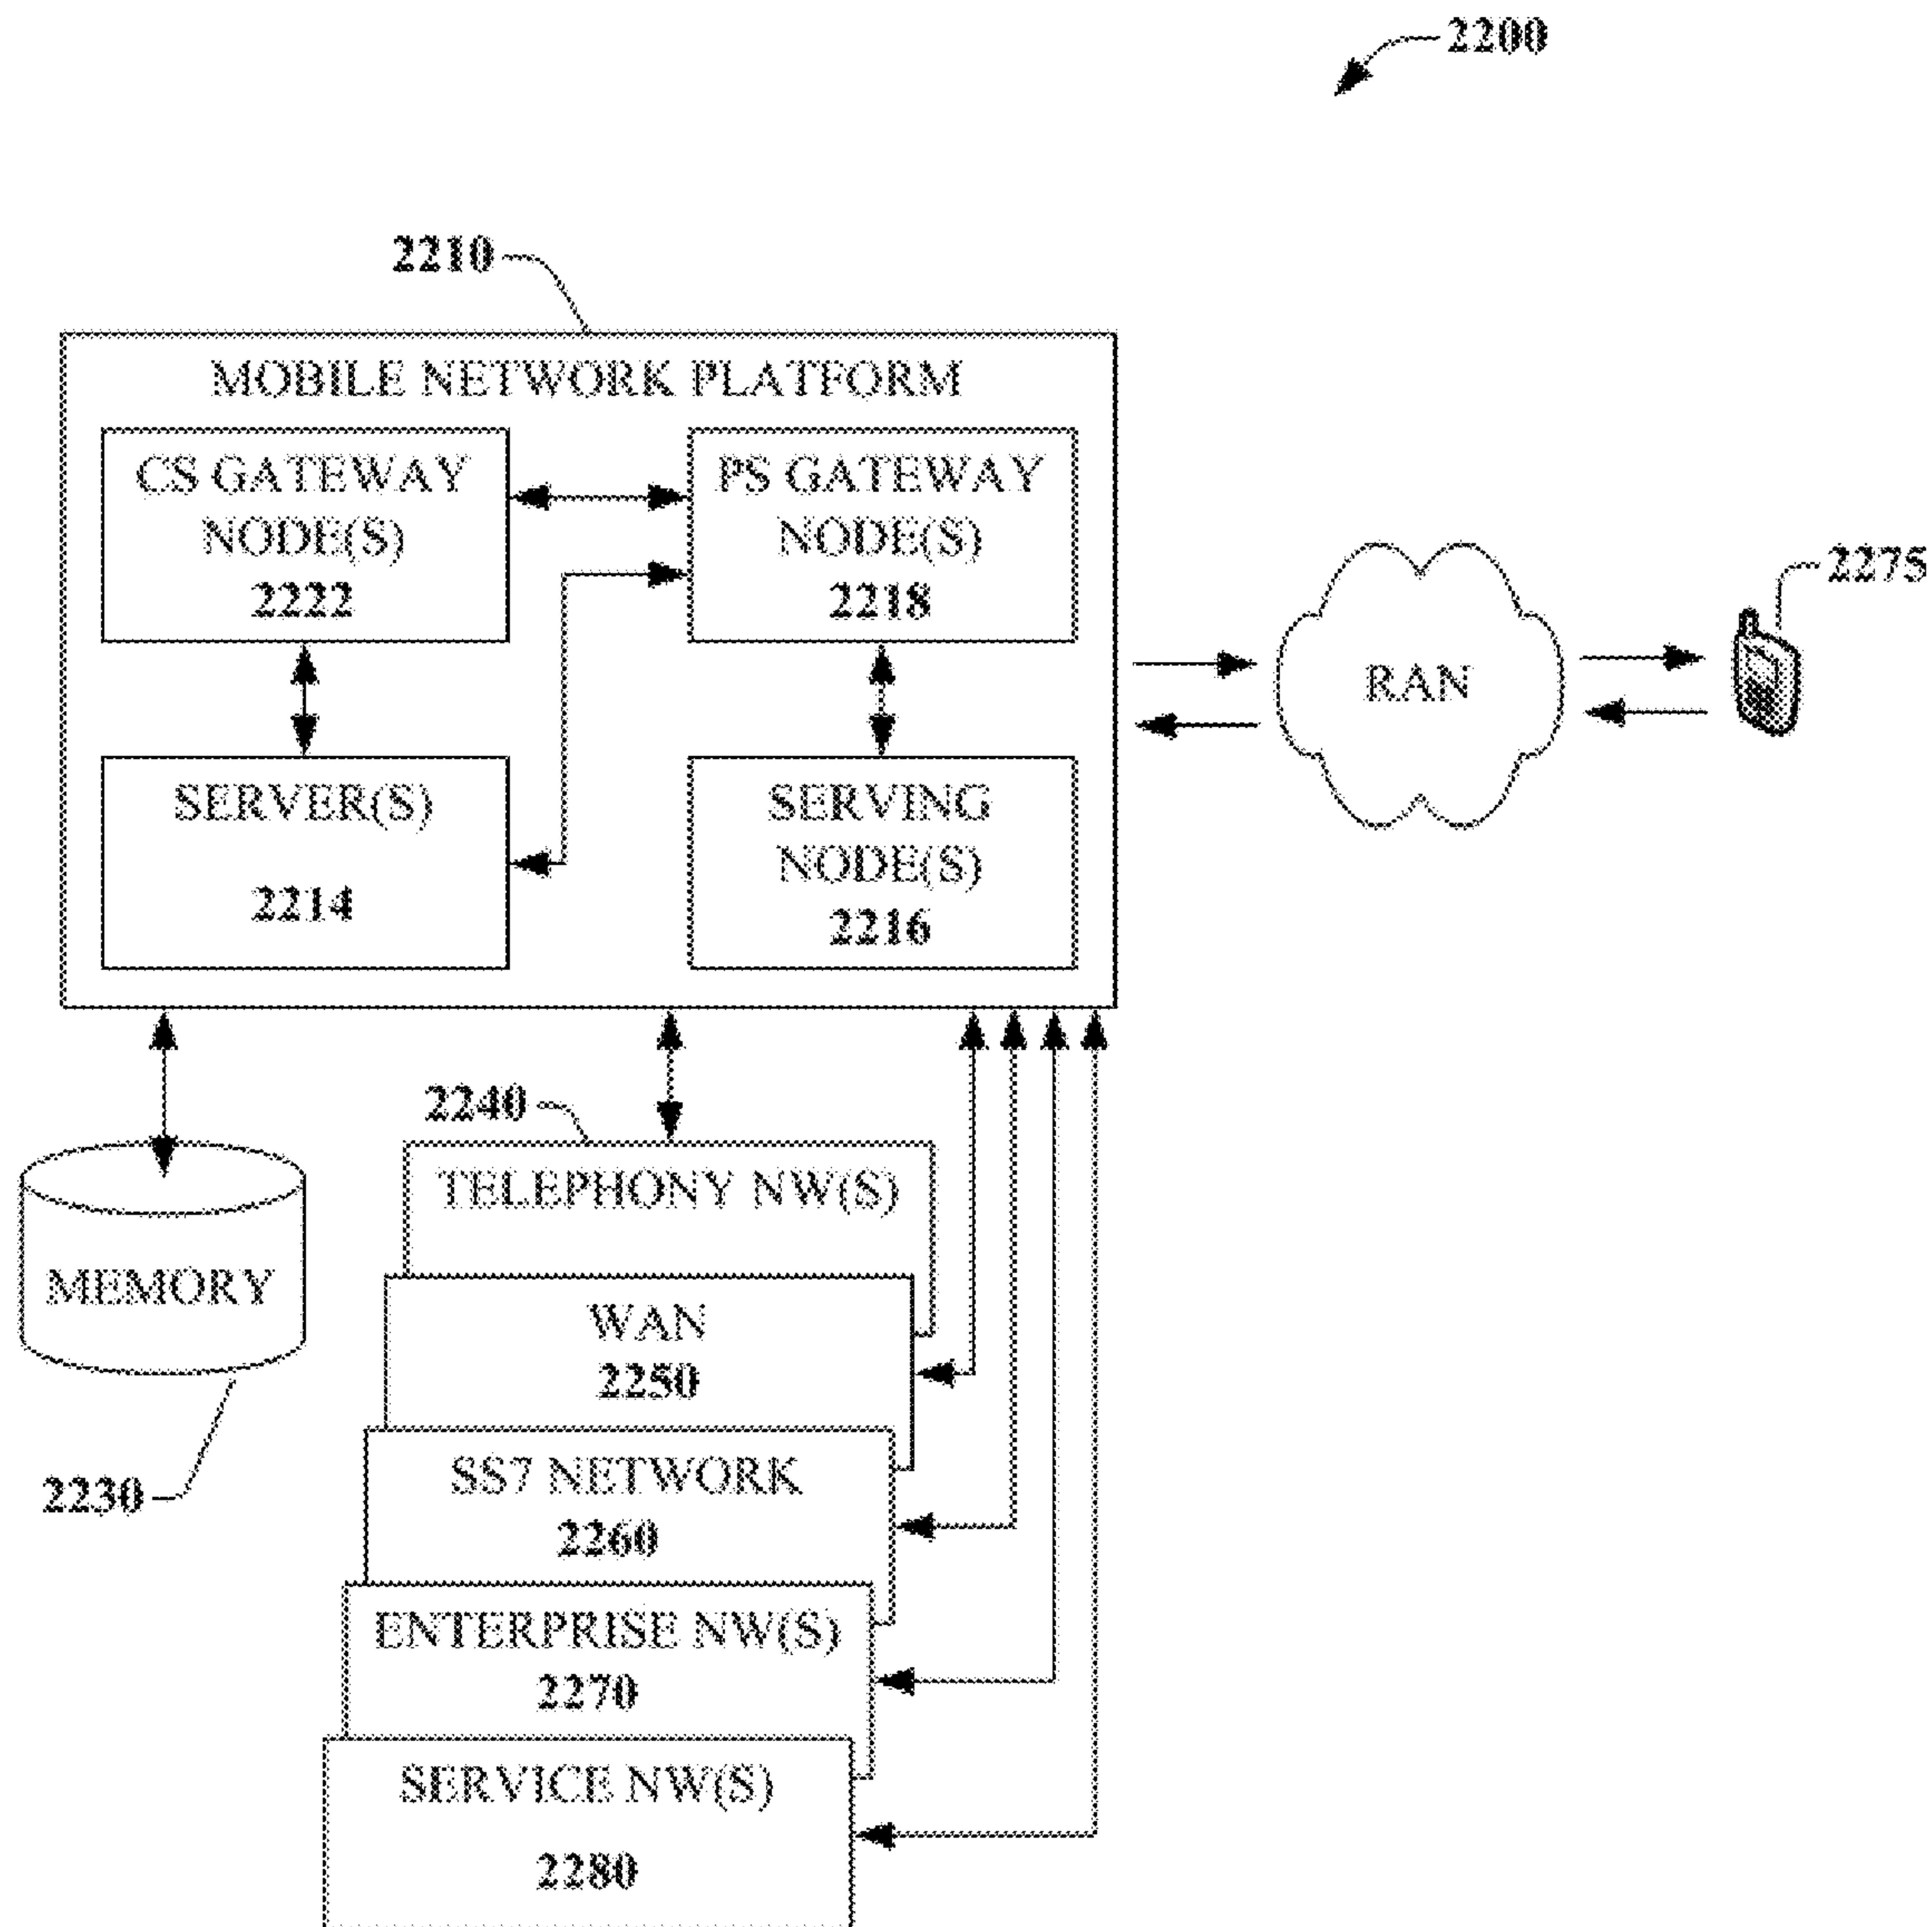 2200
2210
MOBILE NETWORK PLATFORM
CS GATEWAY
NODE(S)
2222
PS GATEWAY
NODE(S)
2218
SERVER(S)
2214
SERVING
NODE(S)
2216
RAN
2275
2240
TELEPHONY NW(S)
MEMORY
2230
WAN
2250
SS7 NETWORK
2260
ENTERPRISE NW(S)
2270
SERVICE NW(S)
2280